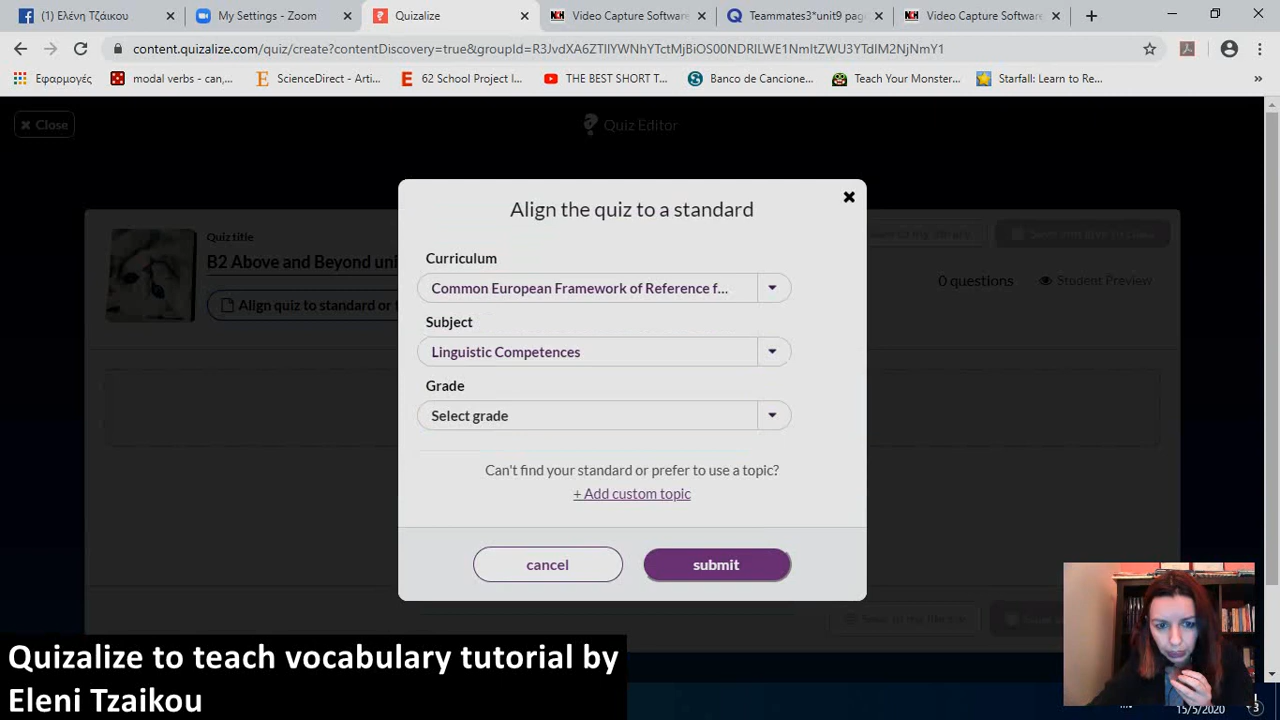 (1) Ελένη Τζάικου
My Settings - Zoom
Quizalize
Video Capture Software
Teammates3*unit9 pag
Video Capture Software
content.quizalize.com/quiz/create?contentDiscovery=true&groupId=
Εφαρμογές
modal verbs - can,...
ScienceDirect - Arti...
62 School Project I...
THE BEST SHORT T...
Banco de Cancione...
Teach Your Monster...
Starfall: Learn to Re...
»
Close
Quiz Editor
Align the quiz to a standard
Quiz title
B2 Above and Beyond uni
Align quiz to standard or
0 questions
Student Preview
Curriculum
Common European Framework of Reference f...
Subject
Linguistic Competences
Grade
Select grade
Can't find your standard or prefer to use a topic?
+ Add custom topic
cancel
submit
Quizalize to teach vocabulary tutorial by
Eleni Tzaikou
15/5/2020
3